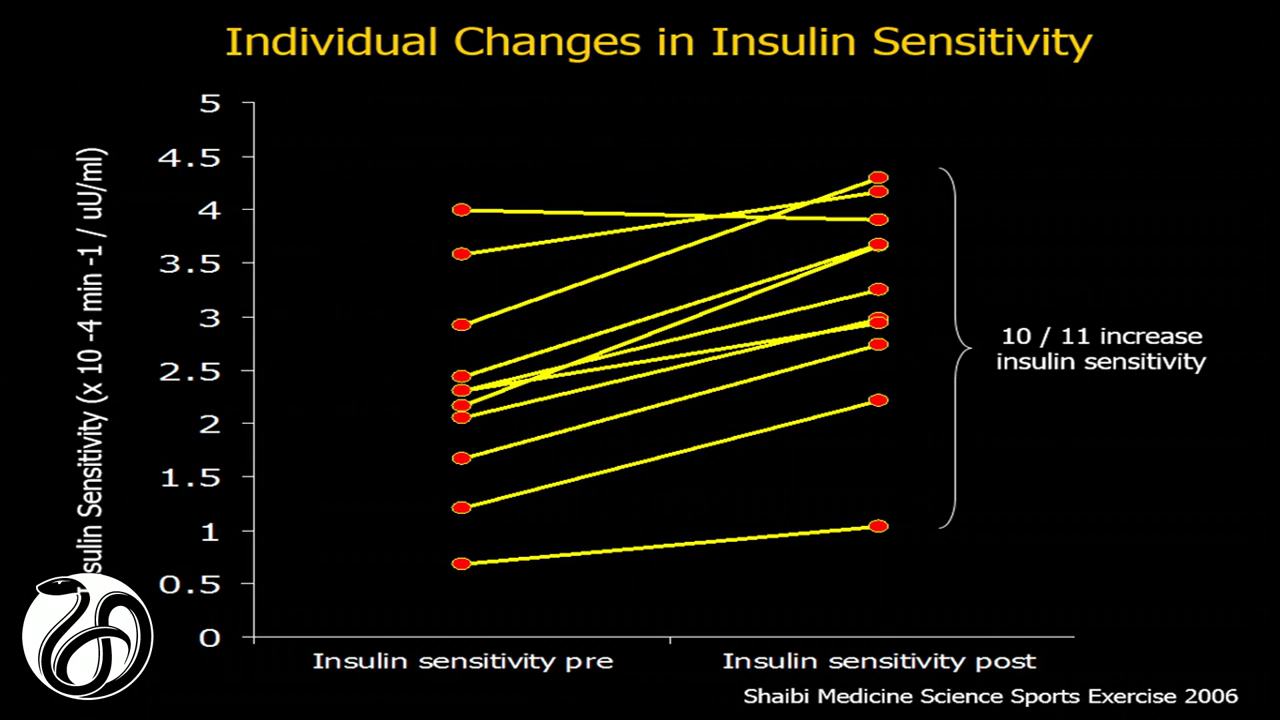 Individual Changes in Insulin Sensitivity
5
4.5
4
3.5
3
2.5
2
1.5
1
0.5
0
Insulin Sensitivity (x 10 -4 min -1 / uU/ml)
10 / 11 increase
insulin sensitivity
Insulin sensitivity pre
Insulin sensitivity post
Shaibi Medicine Science Sports Exercise 2006